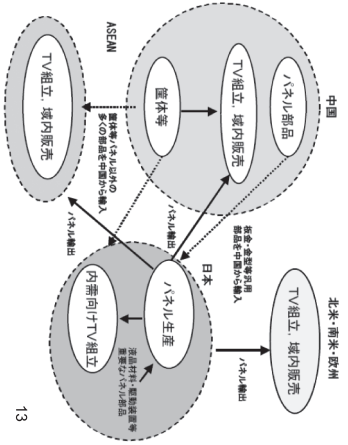 中国
パネル部品
TV組立，域内販売
筐体等
ASEAN
TV組立，域内販売
筐体等パネル以外の
多くの部品を中国から輸入
パネル輸出
パネル輸出
板金・金型等汎用
部品を中国から輸入
日本
パネル生産
内需向けTV組立
液晶材料・駆動装置等
重要なパネル部品
北米・南米・欧州
TV組立，域内販売
パネル輸出
13